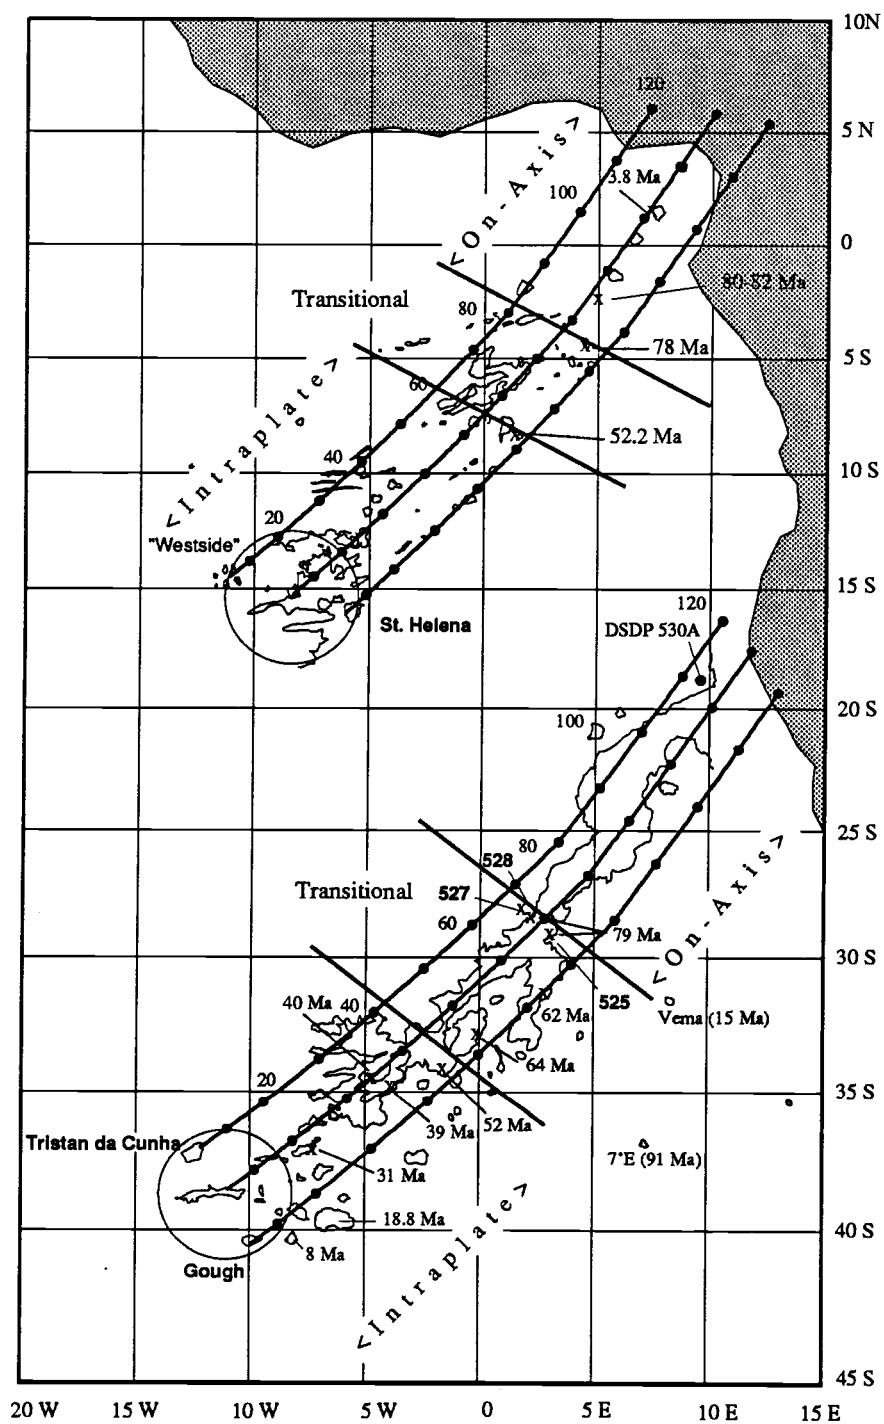 10N
120
5 N
< On-Axis >
3.8 Ma
100
0
80-82 Ma
Transitional
80
78 Ma
5 S
60
< Intraplate >
52.2 Ma
40
10 S
20
"Westside"
15 S
St. Helena
120
DSDP 530A
100
20 S
25 S
80
528
Transitional
527
60
79 Ma
< On-Axis >
30 S
525
40 Ma
40
62 Ma
Vema (15 Ma)
64 Ma
20
35 S
39 Ma
52 Ma
Tristan da Cunha
31 Ma
7°E (91 Ma)
18.8 Ma
< Intraplate >
40 S
8 Ma
Gough
45 S
20 W
15 W
10 W
5 W
0
5 E
10 E
15 E